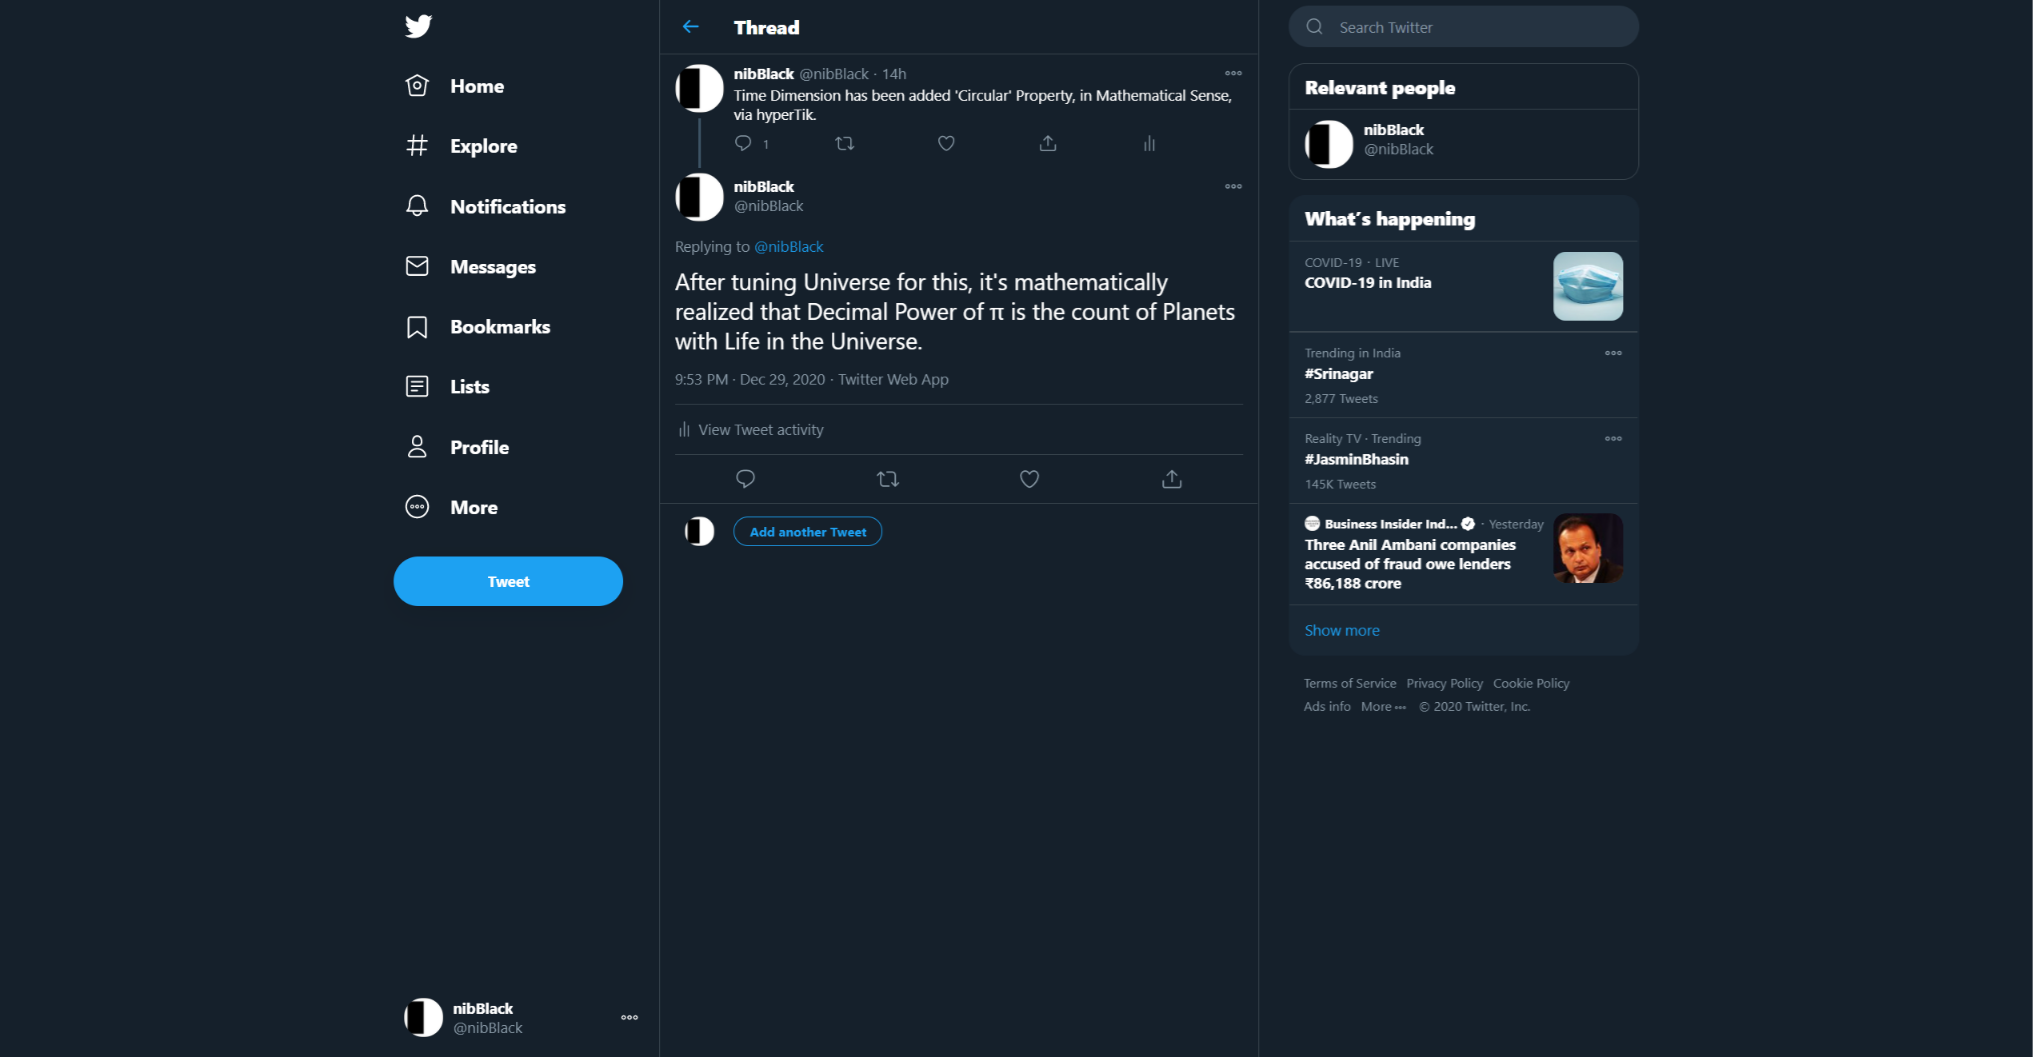 Home
Explore
Notifications
Messages
Bookmarks
Lists
Profile
More
Tweet
nibBlack
@nibBlack
Thread
nibBlack @nibBlack · 14h
Time Dimension has been added 'Circular' Property, in Mathematical Sense,
via hyperTik.
1
nibBlack
@nibBlack
Replying to @nibBlack
After tuning Universe for this, it's mathematically
realized that Decimal Power of π is the count of Planets
with Life in the Universe.
9:53 PM · Dec 29, 2020 · Twitter Web App
View Tweet activity
Add another Tweet
Search Twitter
Relevant people
nibBlack
@nibBlack
What's happening
COVID-19 · LIVE
COVID-19 in India
Trending in India
#Srinagar
2,877 Tweets
Reality TV · Trending
#JasminBhasin
145K Tweets
Business Insider Ind... · Yesterday
Three Anil Ambani companies
accused of fraud owe lenders
₹86,188 crore
Show more
Terms of Service Privacy Policy Cookie Policy
Ads info More ••• © 2020 Twitter, Inc.